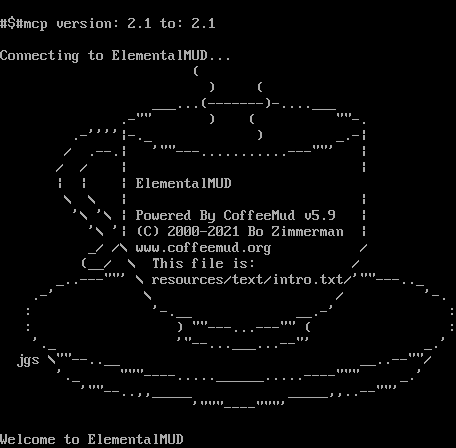 #$#mcp version: 2.1 to: 2.1
Connecting to ElementalMUD...
ElementalMUD
Powered By CoffeeMud v5.9
(C) 2000-2021 Bo Zimmerman
www.coffeemud.org
This file is:
resources/text/intro.txt
jgs
Welcome to ElementalMUD